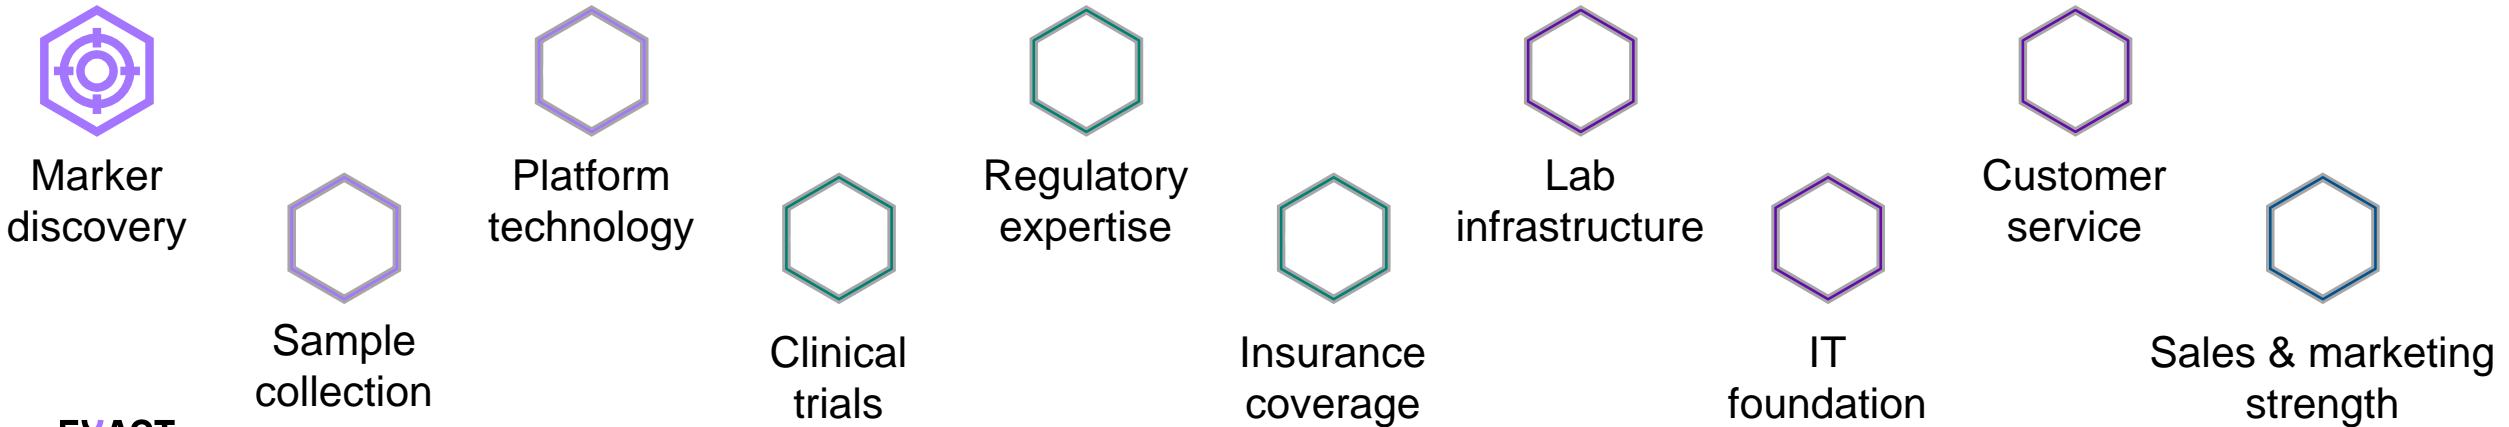 Marker
discovery
Sample
collection
Platform
technology
Clinical
trials
Regulatory
expertise
Insurance
coverage
Lab
infrastructure
IT
foundation
Customer
service
Sales & marketing
strength
EXACT